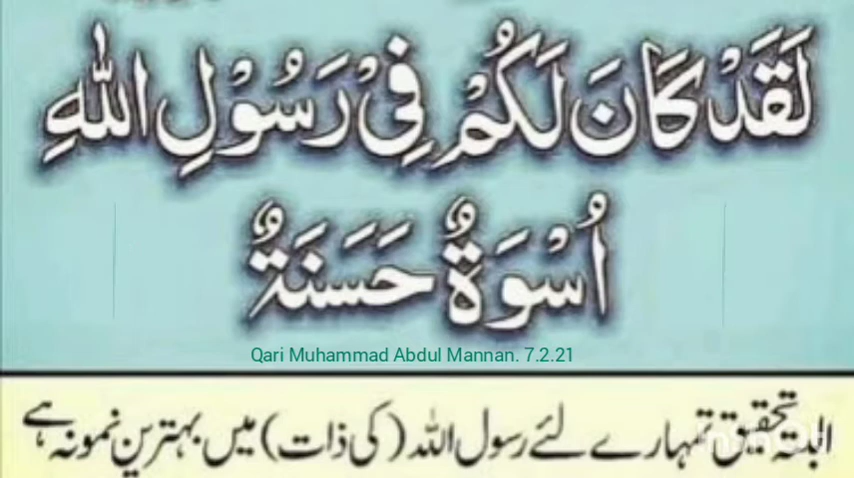 لَقَدْ كَانَ لَكُمْ فِیْ رَسُوْلِ اللّٰهِ
اُسْوَةٌ حَسَنَةٌ
Qari Muhammad Abdul Mannan. 7.2.21
البتہ تحقیق تمہارے لئے رسول اللہ (کی ذات) میں بہترین نمونہ ہے